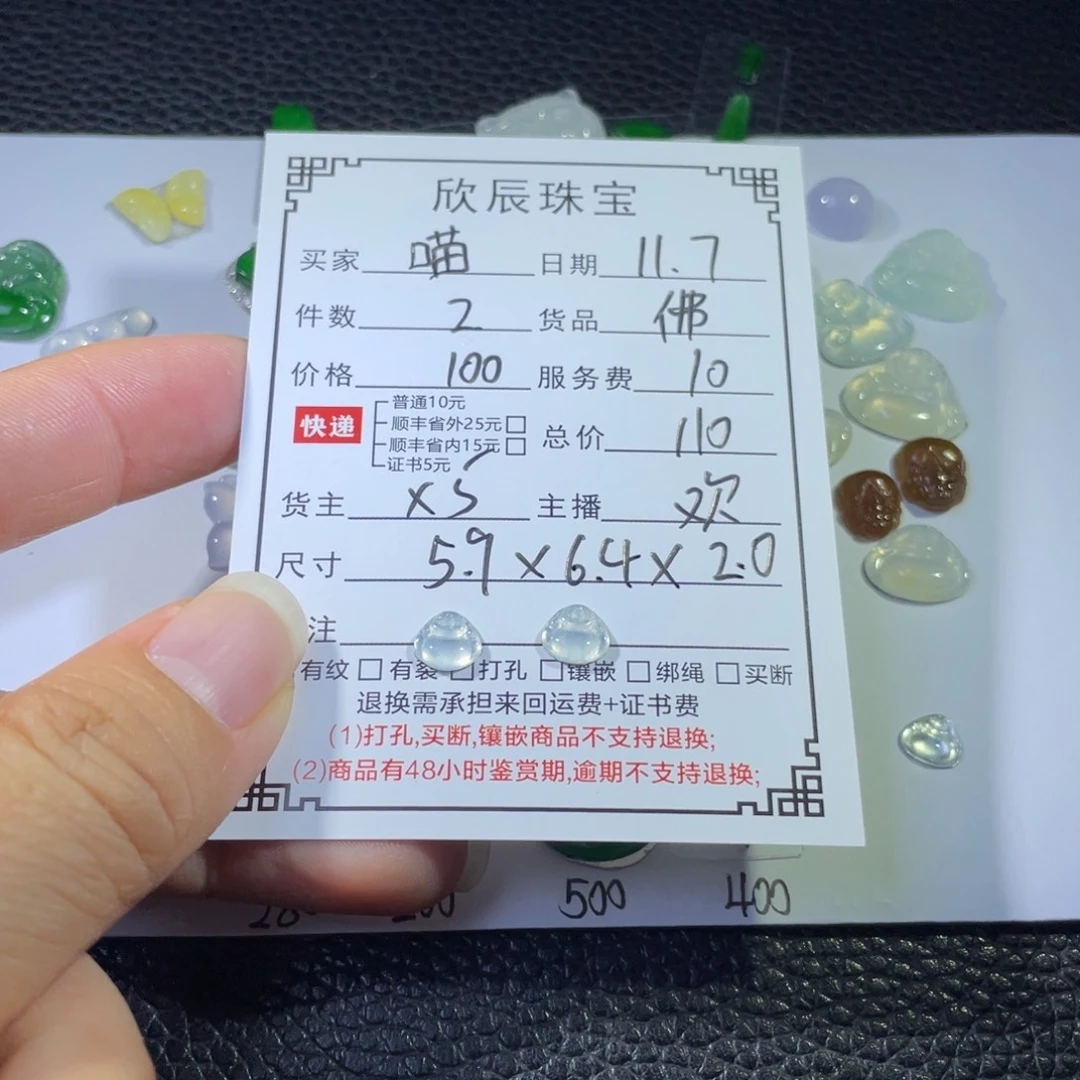 欣辰珠宝
买家 喵 日期 11.7
件数 2 货品 佛
价格 100 服务费 10
快递
普通10元
顺丰省外25元□
顺丰省内15元□
证书5元
总价 110
货主 XS 主播 欢
尺寸 5.9×6.4×2.0
注
有纹 □有裂 □打孔 □镶嵌 □绑绳 □买断
退换需承担来回运费+证书费
(1)打孔,买断,镶嵌商品不支持退换;
(2)商品有48小时鉴赏期,逾期不支持退换;
500 400